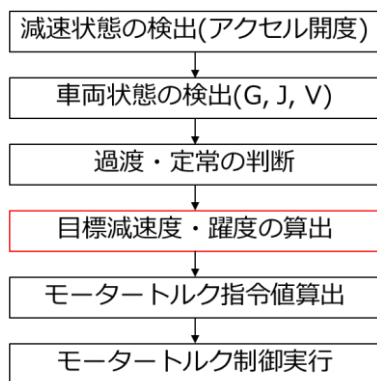 減速状態の検出(アクセル開度)
車両状態の検出(G, J, V)
過渡・定常の判断
目標減速度・躍度の算出
モータートルク指令値算出
モータートルク制御実行